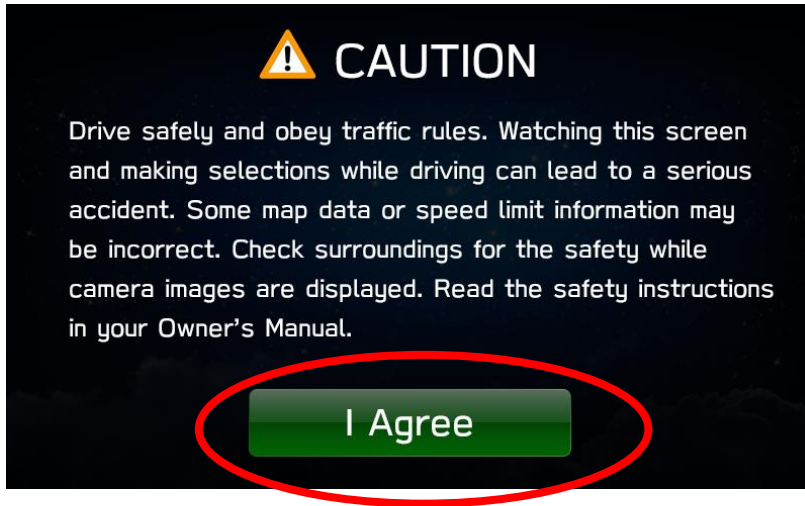 CAUTION
Drive safely and obey traffic rules. Watching this screen
and making selections while driving can lead to a serious
accident. Some map data or speed limit information may
be incorrect. Check surroundings for the safety while
camera images are displayed. Read the safety instructions
in your Owner's Manual.
I Agree